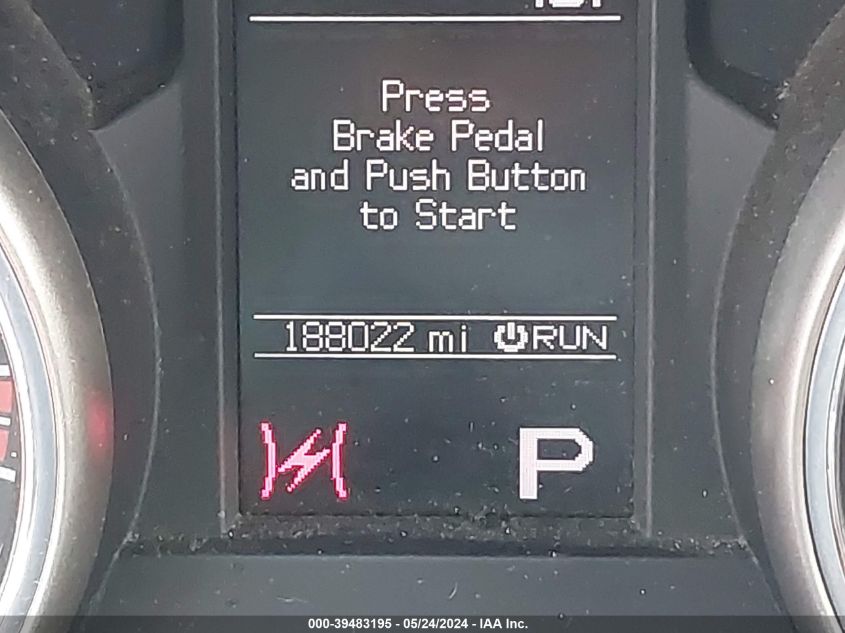 Press
Brake Pedal
and Push Button
to Start
188022 mi RUN
P
000-39483195 - 05/24/2024 - IAA Inc.